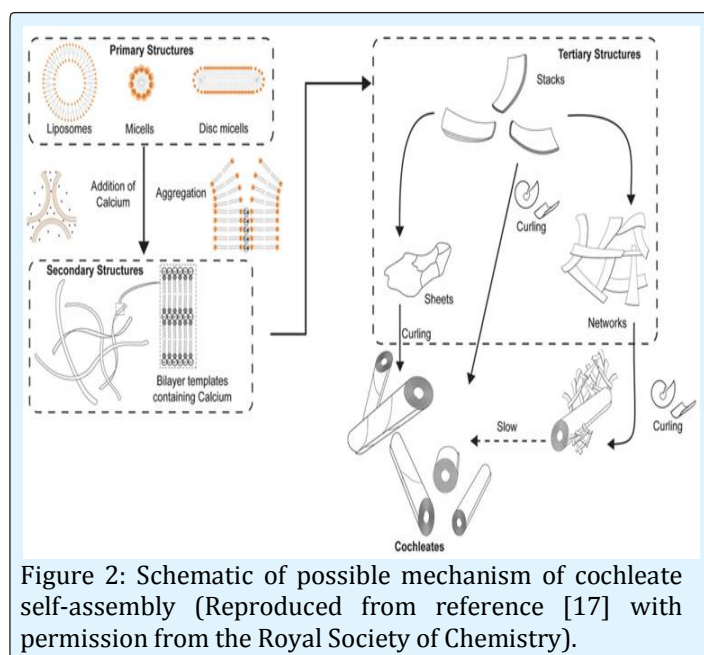 Primary Structures
Liposomes
Micells
Disc micells
Addition of
Calcium
Aggregation
Secondary Structures
Bilayer templates
containing Calcium
Tertiary Structures
Stacks
Curling
Sheets
Networks
Curling
Curling
Slow
Cochleates
Figure 2: Schematic of possible mechanism of cochleate
self-assembly (Reproduced from reference [17] with
permission from the Royal Society of Chemistry).